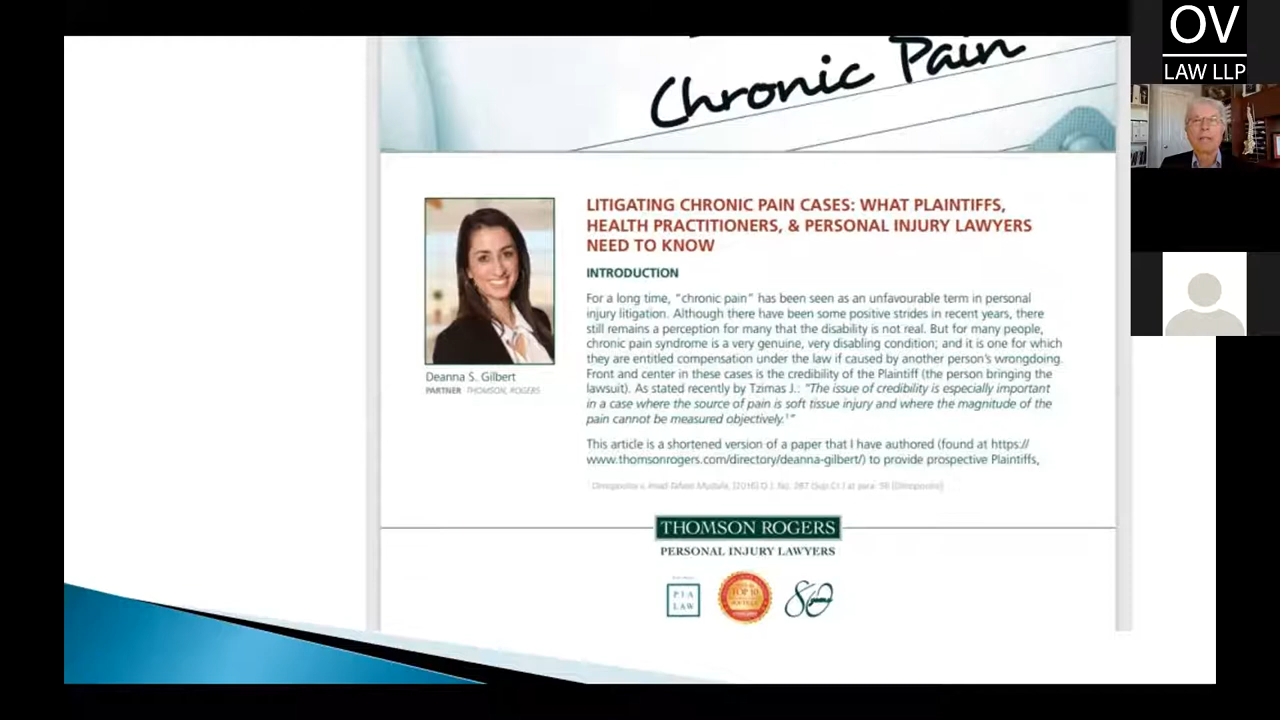 OV
LAW LLP
Chronic Pain
LITIGATING CHRONIC PAIN CASES: WHAT PLAINTIFFS,
HEALTH PRACTITIONERS, & PERSONAL INJURY LAWYERS
NEED TO KNOW
INTRODUCTION
For a long time, “chronic pain” has been seen as an unfavourable term in personal
injury litigation. Although there have been some positive strides in recent years, there
still remains a perception for many that the disability is not real. But for many people,
chronic pain syndrome is a very genuine, very disabling condition; and it is one for which
they are entitled compensation under the law if caused by another person’s wrongdoing.
Front and center in these cases is the credibility of the Plaintiff (the person bringing the
lawsuit). As stated recently by Tzimas J.: “The issue of credibility is especially important
in a case where the source of pain is soft tissue injury and where the magnitude of the
pain cannot be measured objectively.¹”
This article is a shortened version of a paper that I have authored (found at https://
www.thomsonrogers.com/directory/deanna-gilbert/) to provide prospective Plaintiffs,
Deanna S. Gilbert
PARTNER THOMSON, ROGERS
THOMSON ROGERS
PERSONAL INJURY LAWYERS
PIA
LAW
TOP 10
80 years